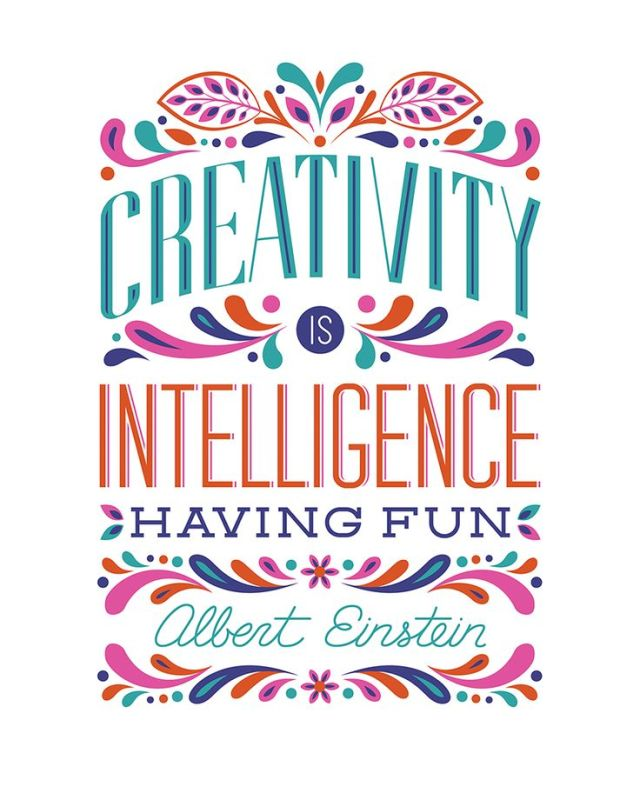 CREATIVITY
IS
INTELLIGENCE
HAVING FUN
Albert Einstein